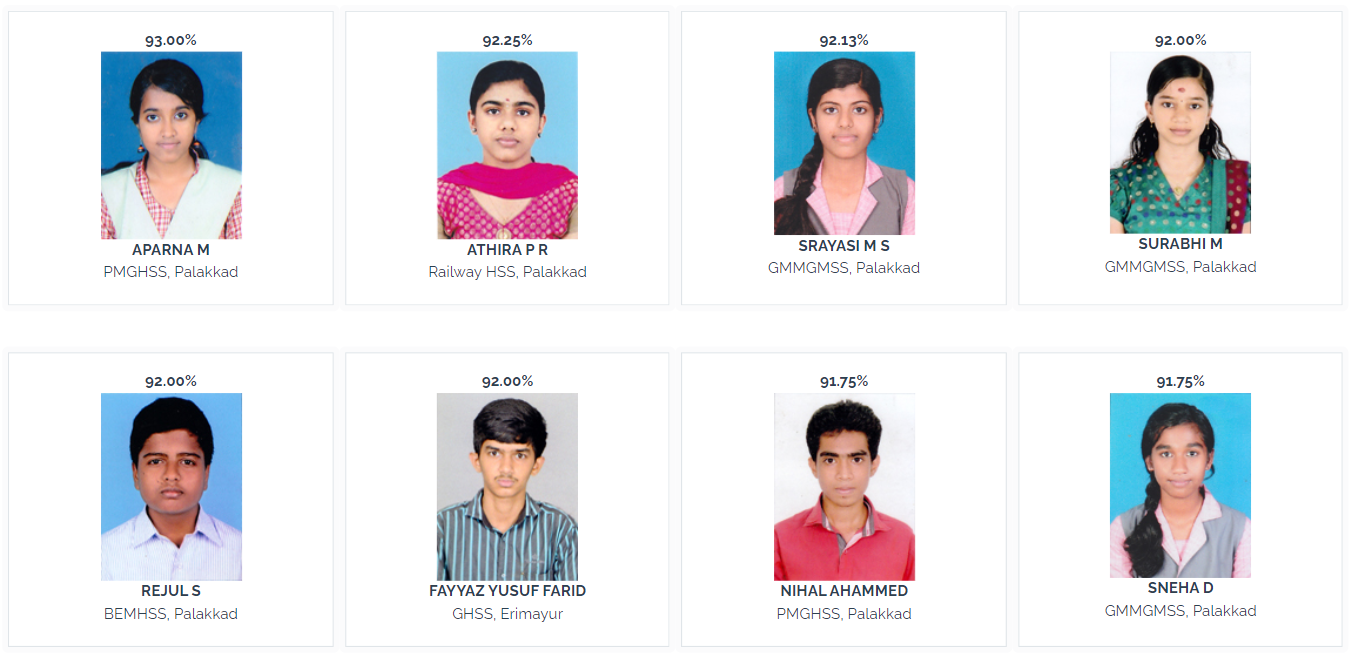 93.00%
APARNA M
PMGHSS, Palakkad
92.25%
ATHIRA P R
Railway HSS, Palakkad
92.13%
SRAYASI M S
GMMGMSS, Palakkad
92.00%
SURABHI M
GMMGMSS, Palakkad
92.00%
REJUL S
BEMHSS, Palakkad
92.00%
FAYYAZ YUSUF FARID
GHSS, Erimayur
91.75%
NIHAL AHAMMED
PMGHSS, Palakkad
91.75%
SNEHA D
GMMGMSS, Palakkad